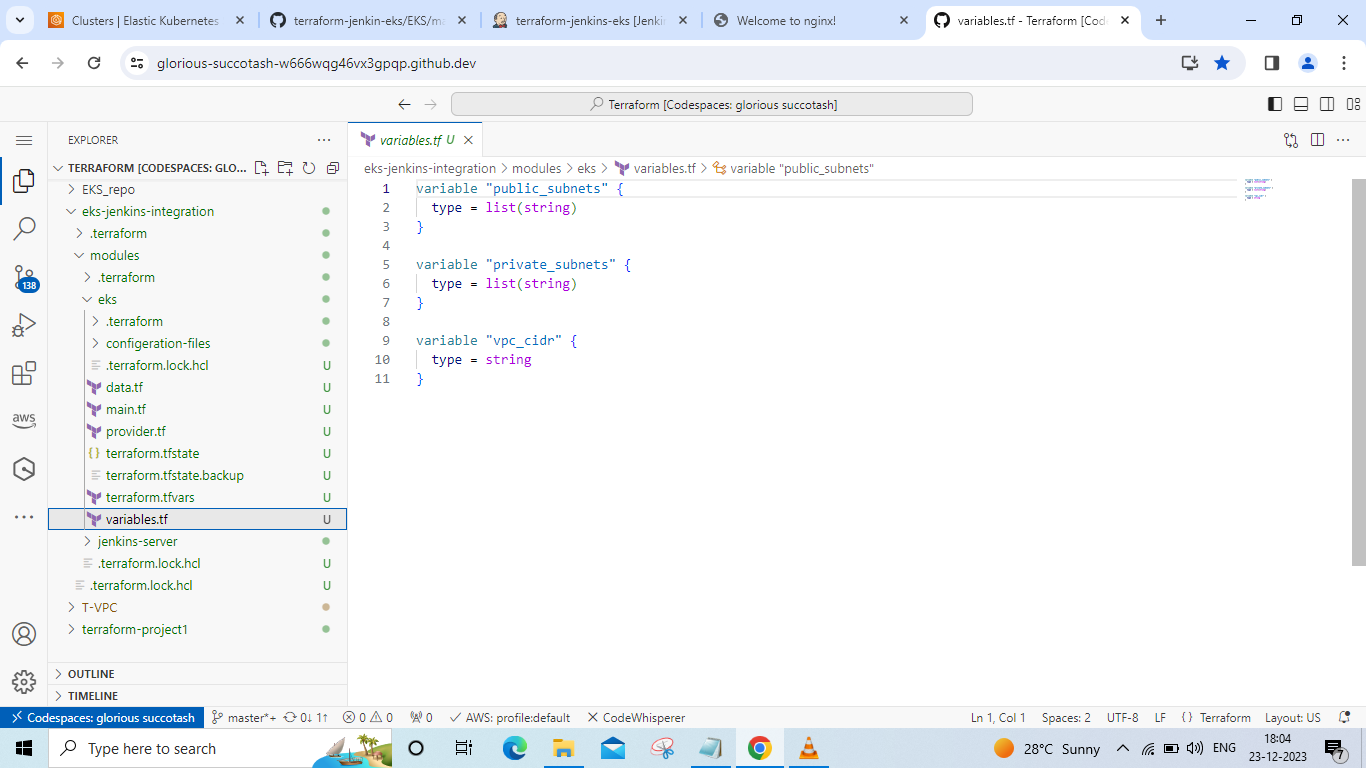 Clusters | Elastic Kubernetes
terraform-jenkin-eks/EKS/mo
terraform-jenkins-eks [Jenkin
Welcome to nginx!
variables.tf - Terraform [Code
glorious-succotash-w666wqg46vx3gpqp.github.dev
Terraform [Codespaces: glorious succotash]
EXPLORER
variables.tf U
TERRAFORM [CODESPACES: GLO...
eks-jenkins-integration > modules > eks > variables.tf > variable "public_subnets"
EKS_repo
eks-jenkins-integration
.terraform
modules
.terraform
eks
.terraform
configeration-files
.terraform.lock.hcl U
data.tf U
main.tf U
provider.tf U
terraform.tfstate U
terraform.tfstate.backup U
terraform.tfvars U
variables.tf U
jenkins-server
.terraform.lock.hcl U
.terraform.lock.hcl U
T-VPC
terraform-project1
OUTLINE
TIMELINE
138
aws
1 variable "public_subnets" {
2 type = list(string)
3 }
4
5 variable "private_subnets" {
6 type = list(string)
7 }
8
9 variable "vpc_cidr" {
10 type = string
11 }
Codespaces: glorious succotash master*+ 0↓ 1↑ 0 0 0 AWS: profile:default CodeWhisperer Ln 1, Col 1 Spaces: 2 UTF-8 LF {} Terraform Layout: US
Type here to search
28°C Sunny
ENG
18:04
23-12-2023
7